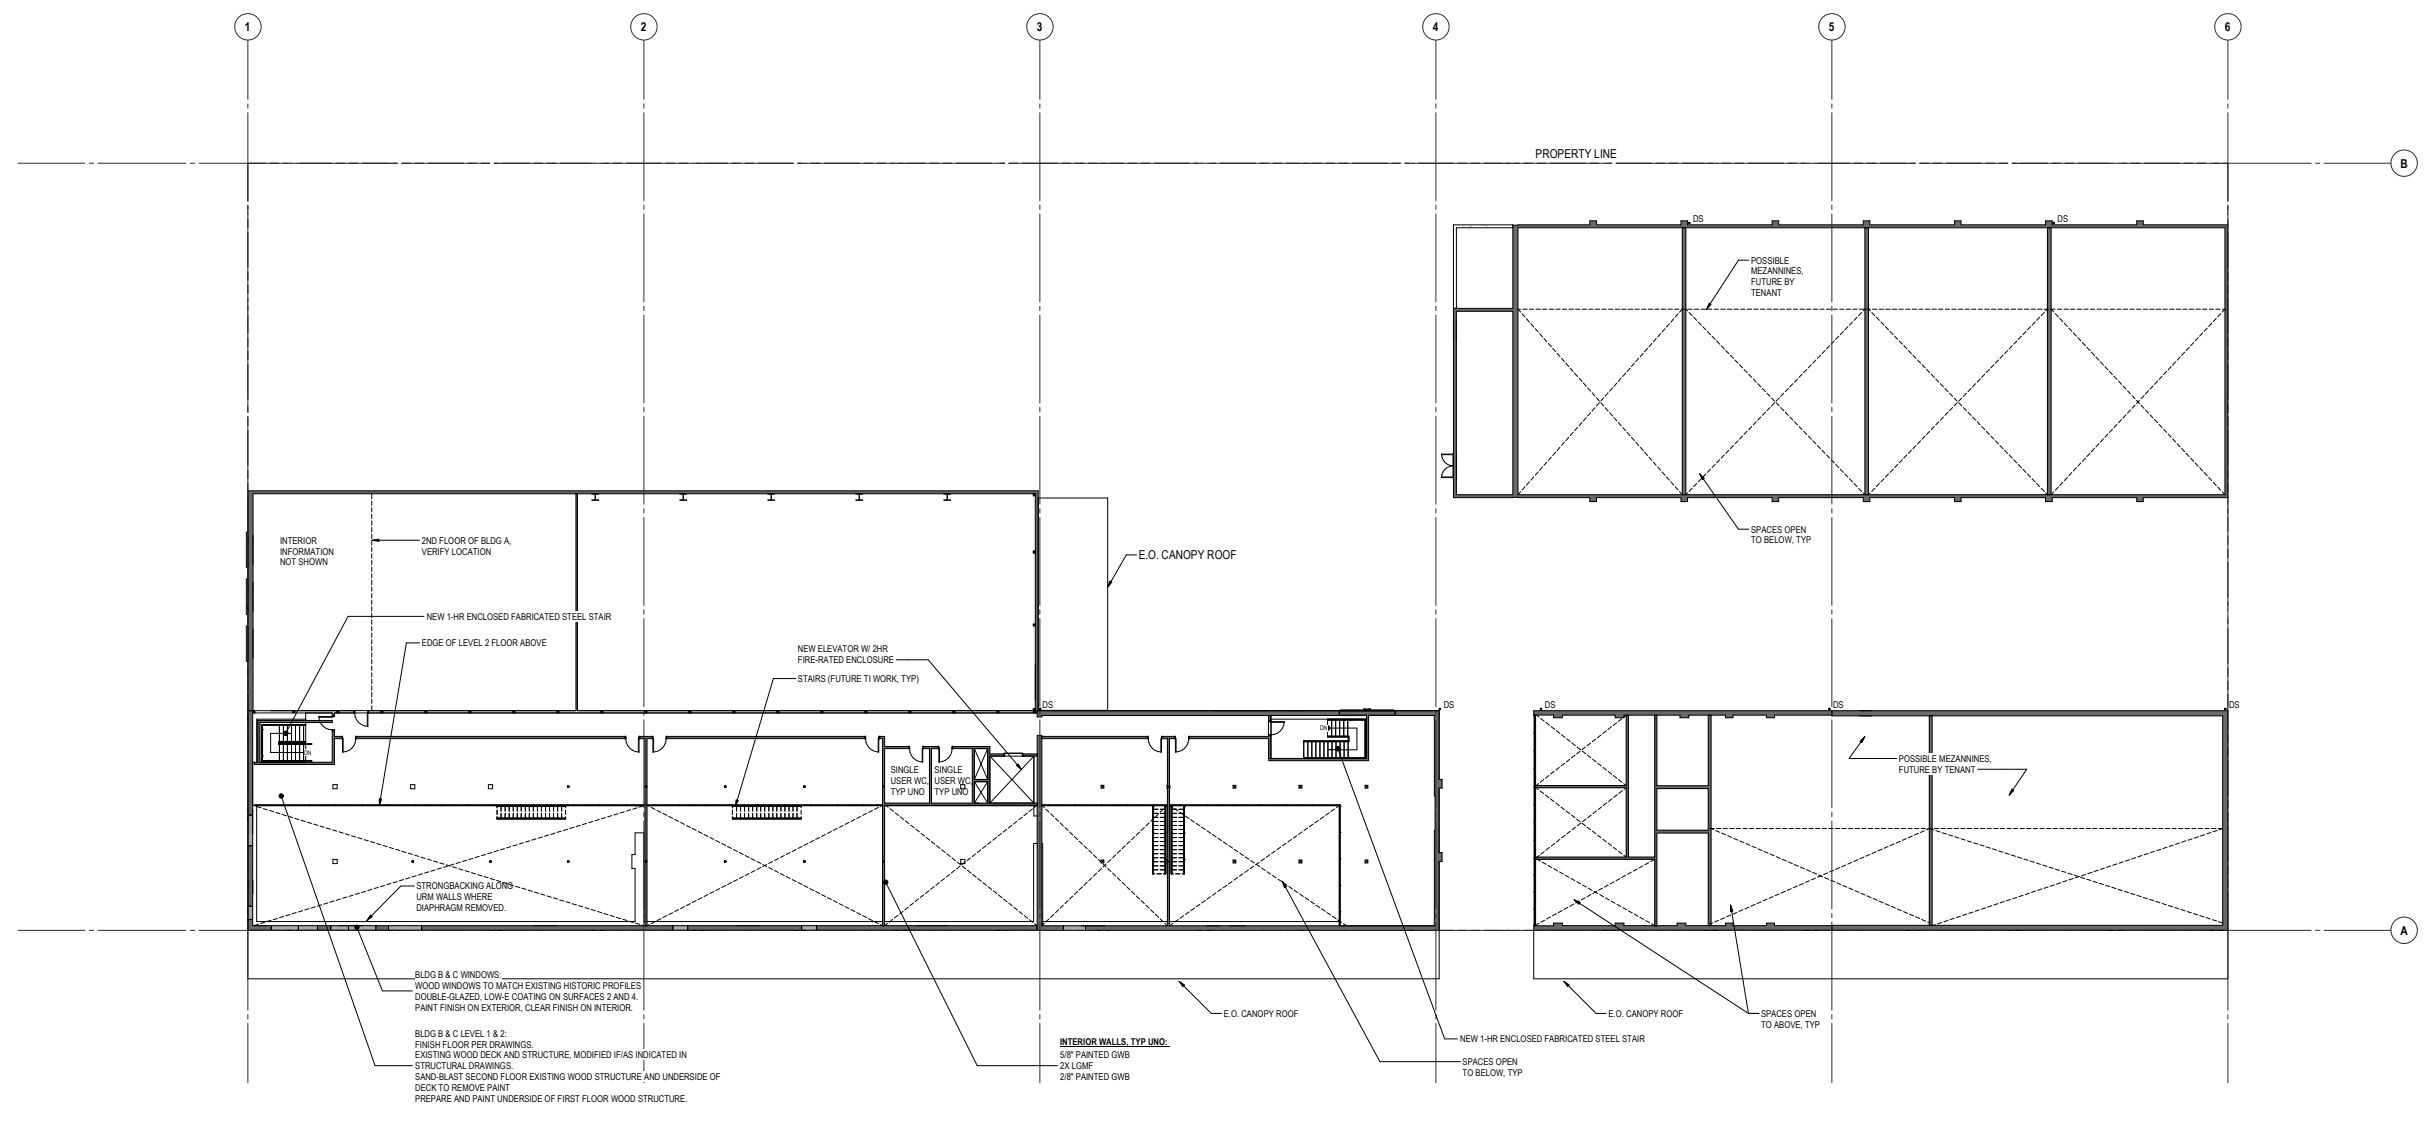 1
2
3
4
5
6
PROPERTY LINE
B
DS
DS
POSSIBLE
MEZANNINES,
FUTURE BY
TENANT
SPACES OPEN
TO BELOW, TYP
INTERIOR
INFORMATION
NOT SHOWN
2ND FLOOR OF BLDG A,
VERIFY LOCATION
E.O. CANOPY ROOF
NEW 1-HR ENCLOSED FABRICATED STEEL STAIR
EDGE OF LEVEL 2 FLOOR ABOVE
NEW ELEVATOR W/ 2HR
FIRE-RATED ENCLOSURE
STAIRS (FUTURE TI WORK, TYP)
DS
DS
DS
DS
DS
DN
DN
SINGLE
USER WC,
TYP UNO
SINGLE
USER WC,
TYP UNO
POSSIBLE MEZANNINES,
FUTURE BY TENANT
STRONGBACKING ALONG
URM WALLS WHERE
DIAPHRAGM REMOVED.
A
BLDG B & C WINDOWS:
WOOD WINDOWS TO MATCH EXISTING HISTORIC PROFILES
DOUBLE-GLAZED, LOW-E COATING ON SURFACES 2 AND 4.
PAINT FINISH ON EXTERIOR, CLEAR FINISH ON INTERIOR.
E.O. CANOPY ROOF
E.O. CANOPY ROOF
SPACES OPEN
TO ABOVE, TYP
BLDG B & C LEVEL 1 & 2:
FINISH FLOOR PER DRAWINGS.
EXISTING WOOD DECK AND STRUCTURE, MODIFIED IF/AS INDICATED IN
STRUCTURAL DRAWINGS.
SAND-BLAST SECOND FLOOR EXISTING WOOD STRUCTURE AND UNDERSIDE OF
DECK TO REMOVE PAINT
PREPARE AND PAINT UNDERSIDE OF FIRST FLOOR WOOD STRUCTURE.
INTERIOR WALLS, TYP UNO:
5/8" PAINTED GWB
2X LGMF
2/8" PAINTED GWB
NEW 1-HR ENCLOSED FABRICATED STEEL STAIR
SPACES OPEN
TO BELOW, TYP